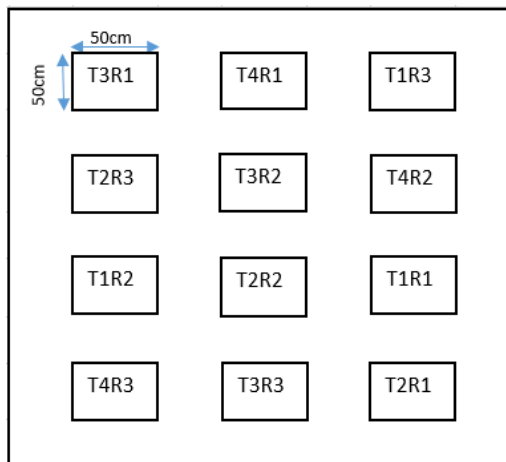 50cm
50cm
T3R1 T4R1 T1R3
T2R3 T3R2 T4R2
T1R2 T2R2 T1R1
T4R3 T3R3 T2R1